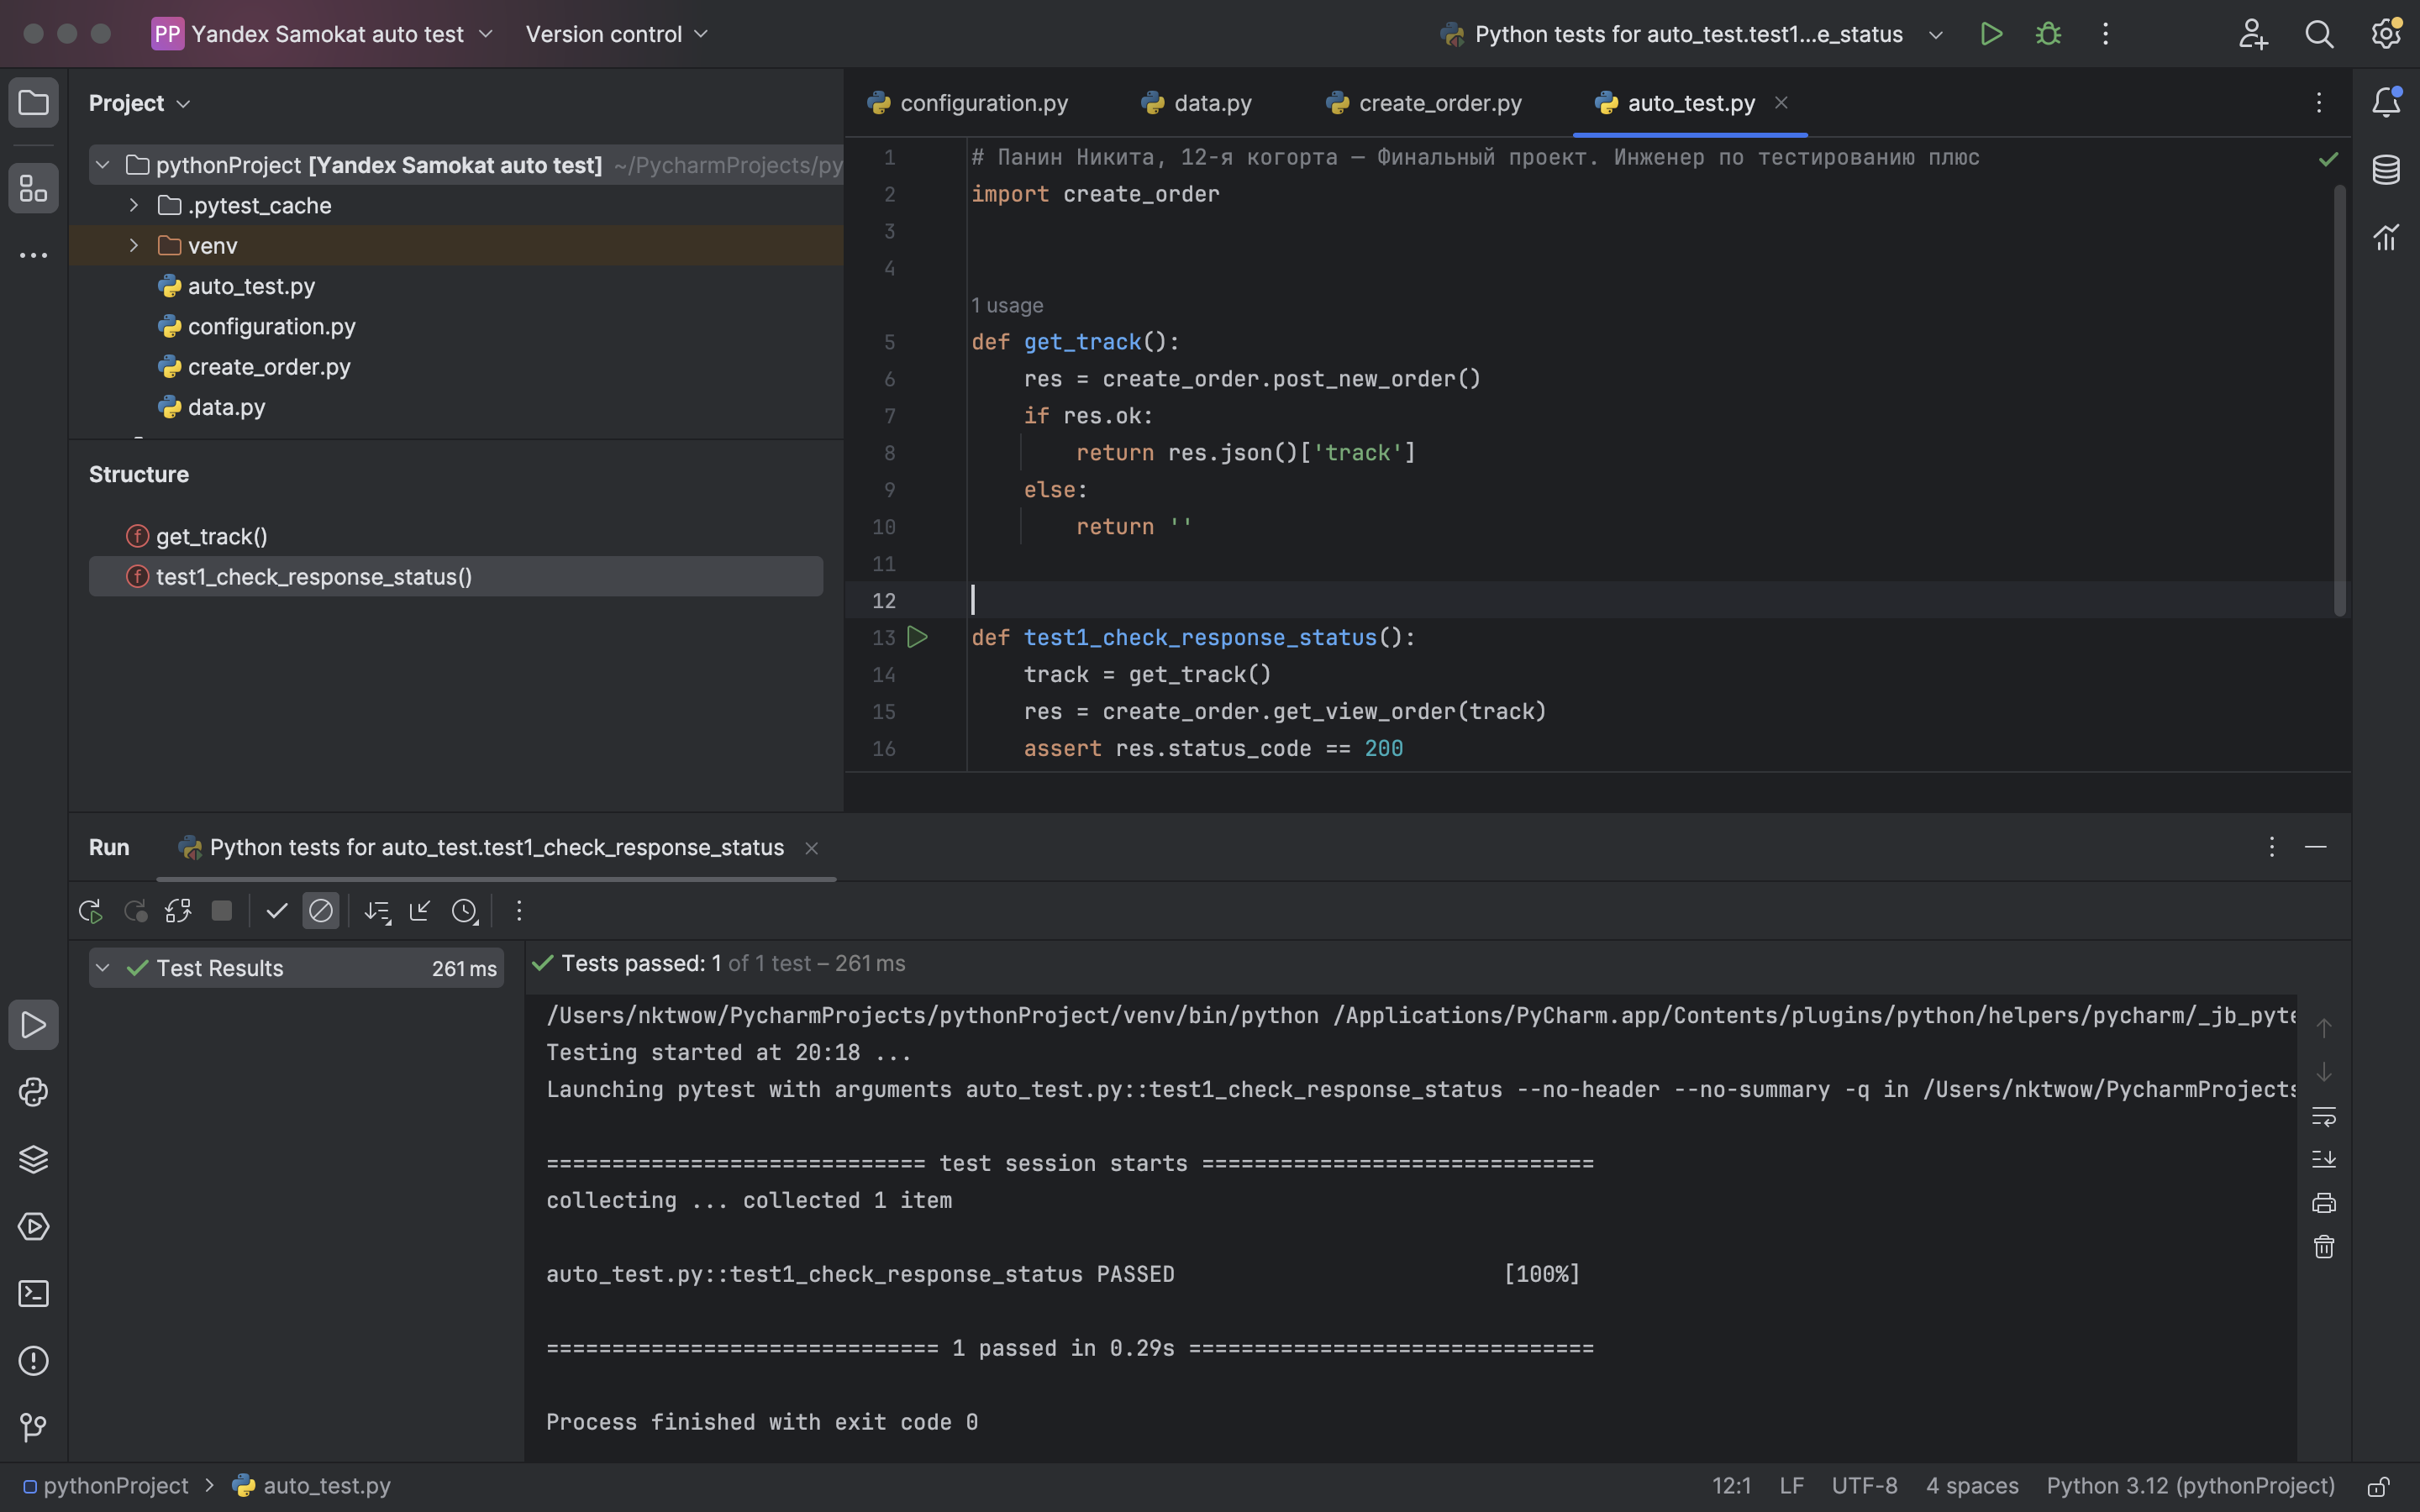 PP Yandex Samokat auto test Version control Python tests for auto_test.test1...e_status
Project
pythonProject [Yandex Samokat auto test] ~/PycharmProjects/py
.pytest_cache
venv
auto_test.py
configuration.py
create_order.py
data.py
Structure
f get_track()
f test1_check_response_status()
configuration.py data.py create_order.py auto_test.py
1 # Панин Никита, 12-я когорта — Финальный проект. Инженер по тестированию плюс
2 import create_order
3
4
1 usage
5 def get_track():
6 res = create_order.post_new_order()
7 if res.ok:
8 return res.json()['track']
9 else:
10 return ''
11
12
13 def test1_check_response_status():
14 track = get_track()
15 res = create_order.get_view_order(track)
16 assert res.status_code == 200
Run Python tests for auto_test.test1_check_response_status
Test Results 261 ms
Tests passed: 1 of 1 test – 261 ms
/Users/nktwow/PycharmProjects/pythonProject/venv/bin/python /Applications/PyCharm.app/Contents/plugins/python/helpers/pycharm/_jb_pyte
Testing started at 20:18 ...
Launching pytest with arguments auto_test.py::test1_check_response_status --no-header --no-summary -q in /Users/nktwow/PycharmProjects
============================= test session starts ==============================
collecting ... collected 1 item
auto_test.py::test1_check_response_status PASSED [100%]
============================== 1 passed in 0.29s ===============================
Process finished with exit code 0
pythonProject > auto_test.py 12:1 LF UTF-8 4 spaces Python 3.12 (pythonProject)